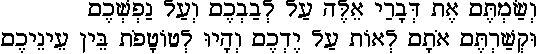 וְשַׂמְתֶּם אֶת דְּבָרַי אֵלֶּה עַל לְבַבְכֶם וְעַל נַפְשְׁכֶם
וּקְשַׁרְתֶּם אֹתָם לְאוֹת עַל יֶדְכֶם וְהָיוּ לְטוֹטָפֹת בֵּין עֵינֵיכֶם